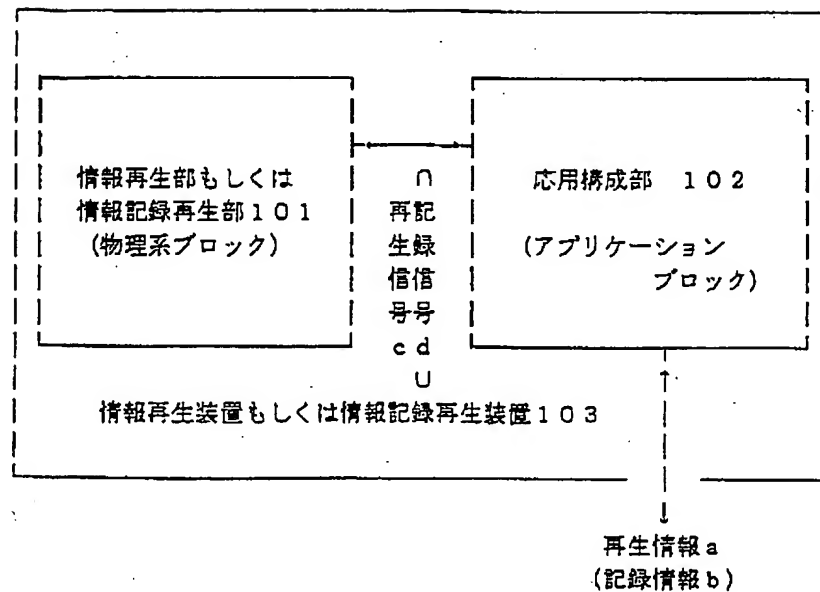 情報再生部もしくは
情報記録再生部101
(物理系ブロック)
再生信号c
(記録信号d)
応用構成部 102
(アプリケーション
ブロック)
情報再生装置もしくは情報記録再生装置103
再生情報a
(記録情報b)